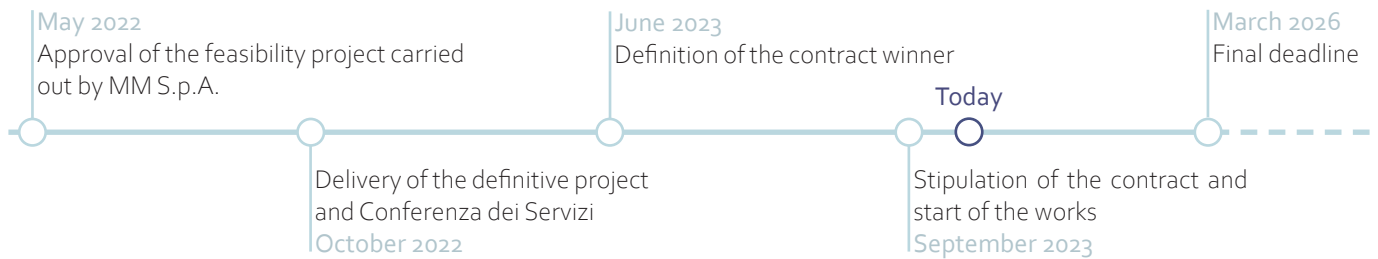 May 2022
Approval of the feasibility project carried
out by MM S.p.A.
Delivery of the definitive project
and Conferenza dei Servizi
October 2022
June 2023
Definition of the contract winner
Stipulation of the contract and
start of the works
September 2023
Today
March 2026
Final deadline